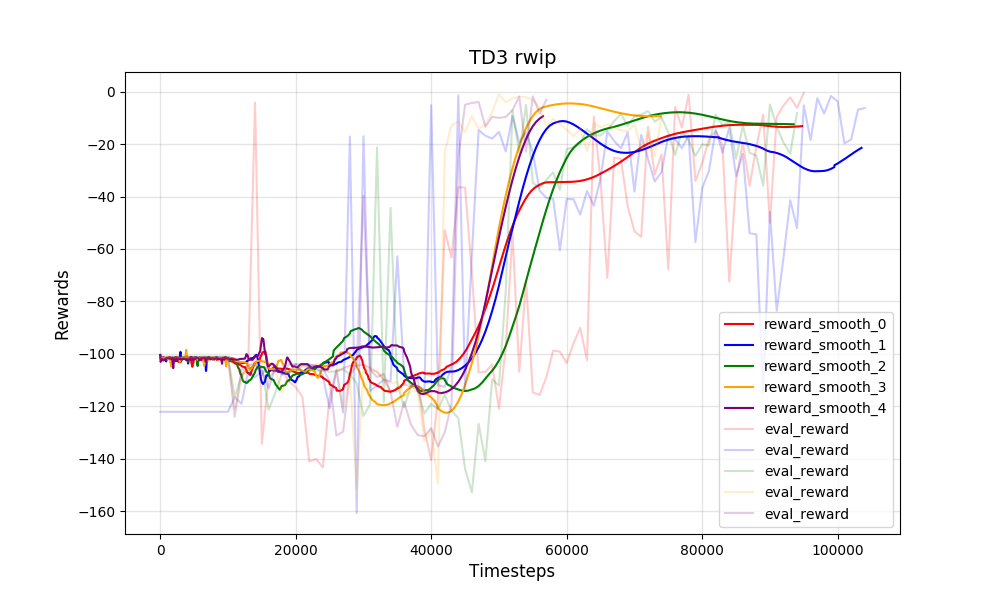 TD3 rwip
Rewards
0
−20
−40
−60
−80
−100
−120
−140
−160
0
20000
40000
60000
80000
100000
Timesteps
reward_smooth_0
reward_smooth_1
reward_smooth_2
reward_smooth_3
reward_smooth_4
eval_reward
eval_reward
eval_reward
eval_reward
eval_reward